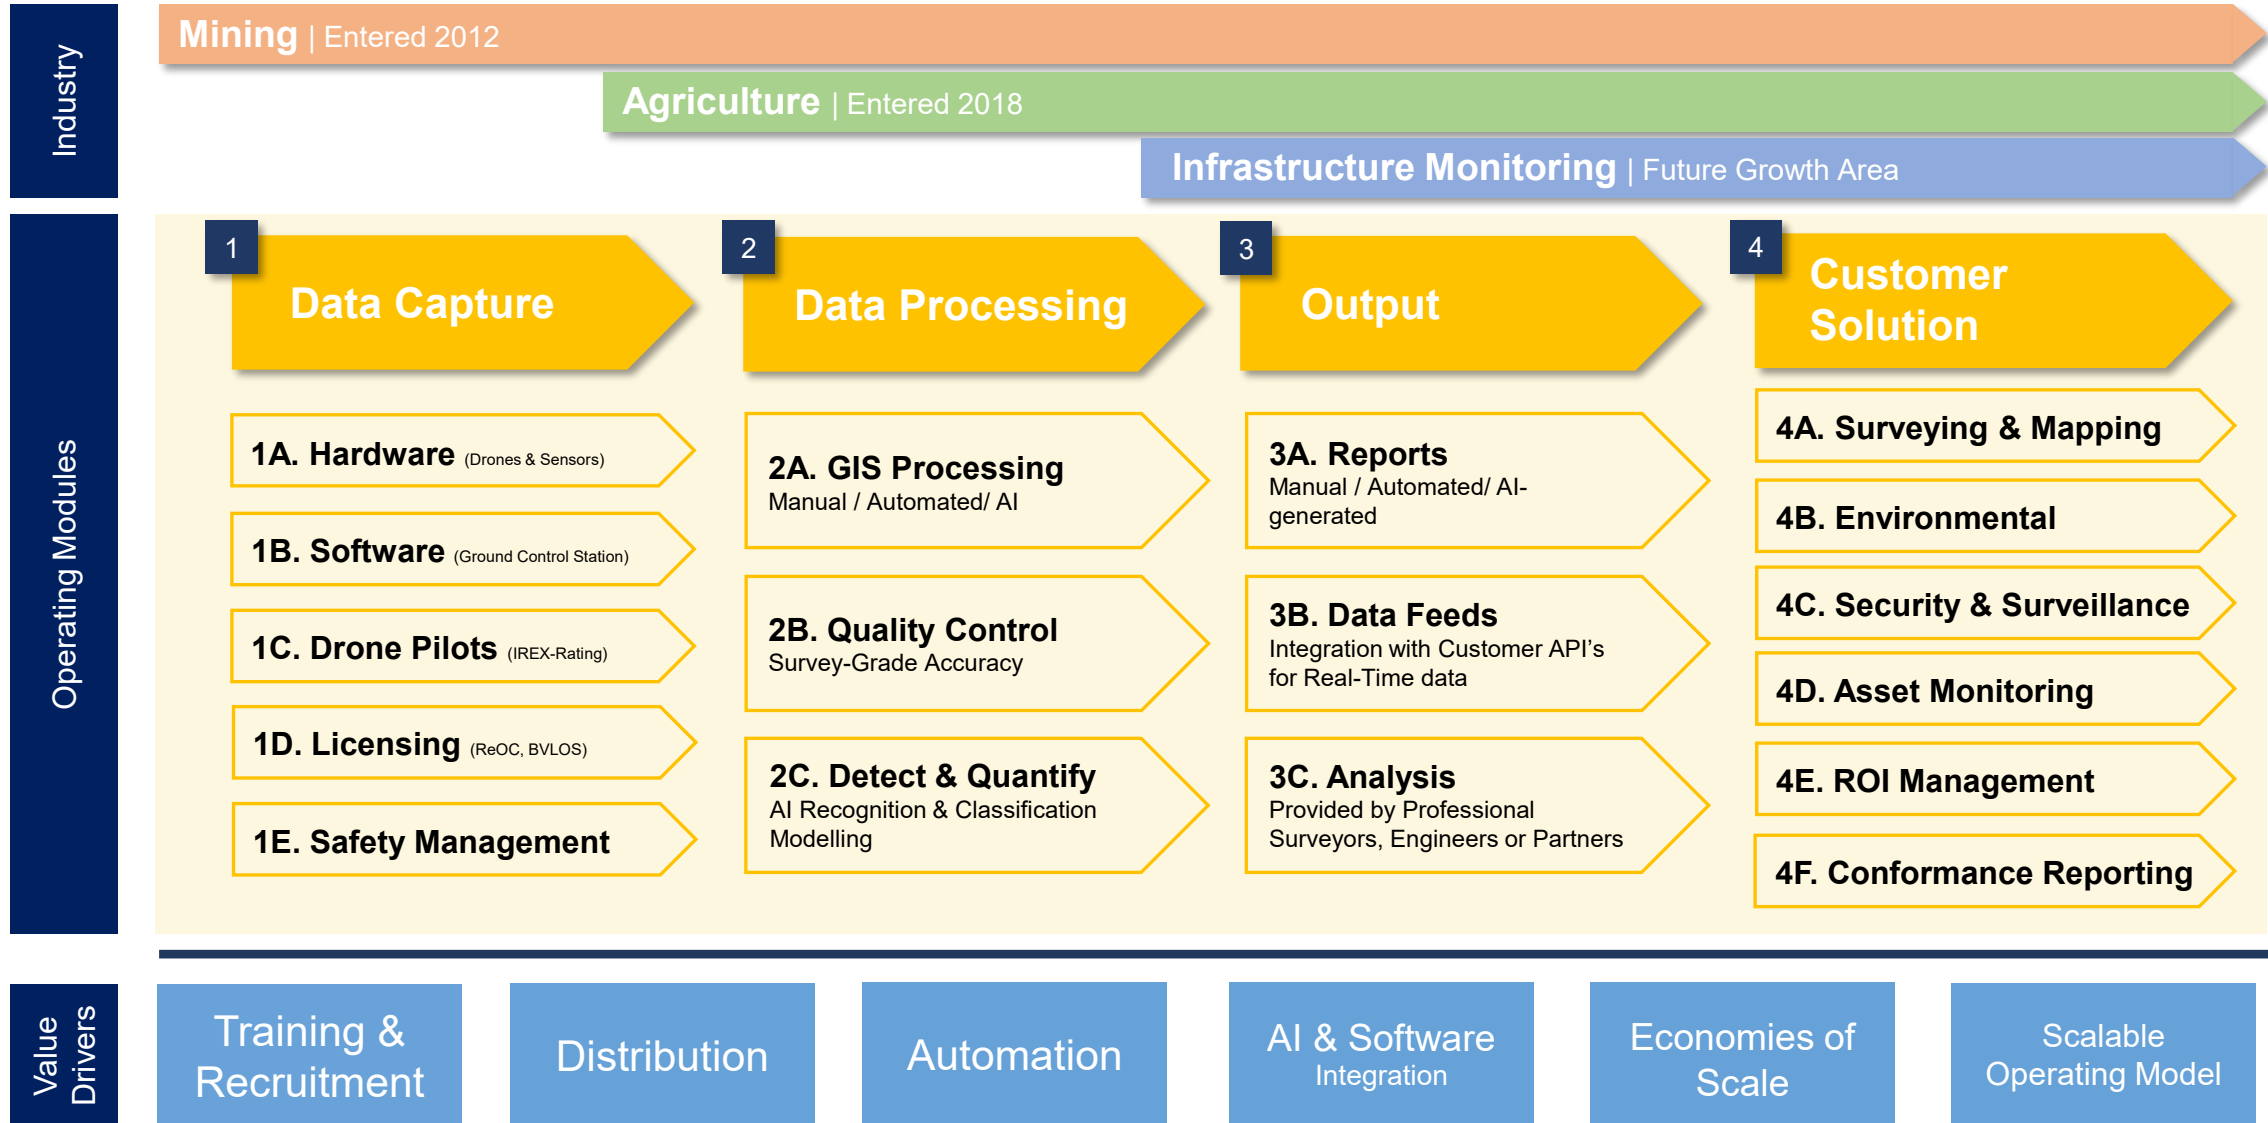 Industry
Mining | Entered 2012
Agriculture | Entered 2018
Infrastructure Monitoring | Future Growth Area
Operating Modules
1
Data Capture
1A. Hardware (Drones & Sensors)
1B. Software (Ground Control Station)
1C. Drone Pilots (IREX-Rating)
1D. Licensing (ReOC, BVLOS)
1E. Safety Management
2
Data Processing
2A. GIS Processing
Manual / Automated/ AI
2B. Quality Control
Survey-Grade Accuracy
2C. Detect & Quantify
AI Recognition & Classification
Modelling
3
Output
3A. Reports
Manual / Automated/ AI-
generated
3B. Data Feeds
Integration with Customer API’s
for Real-Time data
3C. Analysis
Provided by Professional
Surveyors, Engineers or Partners
4
Customer
Solution
4A. Surveying & Mapping
4B. Environmental
4C. Security & Surveillance
4D. Asset Monitoring
4E. ROI Management
4F. Conformance Reporting
Value
Drivers
Training &
Recruitment
Distribution
Automation
AI & Software
Integration
Economies of
Scale
Scalable
Operating Model